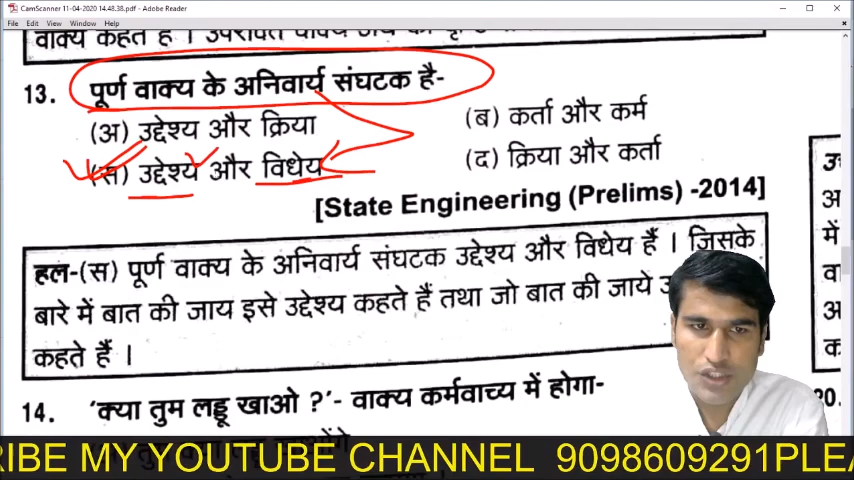 CamScanner 11-04-2020 14.48.38.pdf - Adobe Reader
File Edit View Window Help
वाक्य कहते हैं । उपरोक्त वाक्य
13. पूर्ण वाक्य के अनिवार्य संघटक है-
(अ) उद्देश्य और क्रिया (ब) कर्ता और कर्म
(स) उद्देश्य और विधेय (द) क्रिया और कर्ता
[State Engineering (Prelims) -2014]
हल-(स) पूर्ण वाक्य के अनिवार्य संघटक उद्देश्य और विधेय हैं । जिसके
बारे में बात की जाय इसे उद्देश्य कहते हैं तथा जो बात की जाये
कहते हैं ।
14. 'क्या तुम लड्डू खाओ ?'- वाक्य कर्मवाच्य में होगा-
RIBE MY YOUTUBE CHANNEL 9098609291PLEA